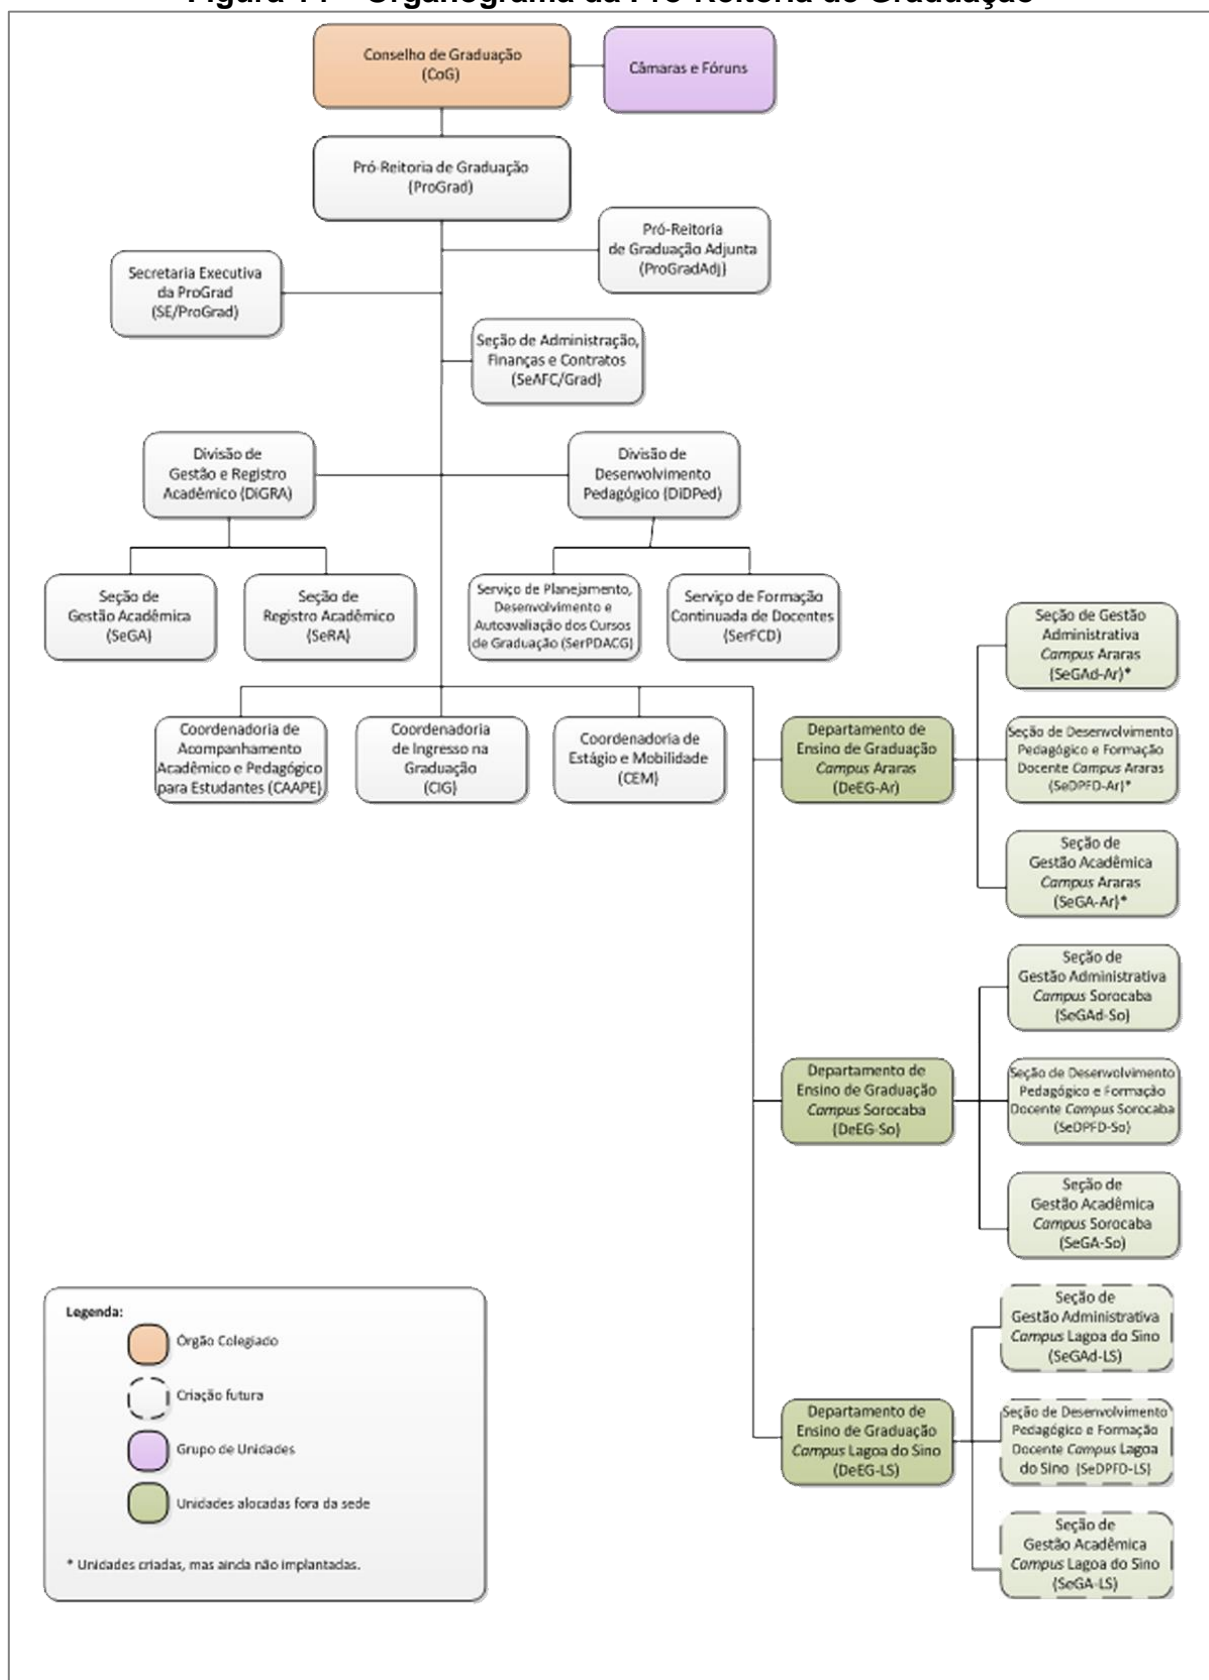 Conselho de Graduação
(CoG)
Câmaras e Fóruns
Pró-Reitoria de Graduação
(ProGrad)
Pró-Reitoria
de Graduação Adjunta
(ProGradAdj)
Secretaria Executiva
da ProGrad
(SE/ProGrad)
Seção de Administração,
Finanças e Contratos
(SeAFC/Grad)
Divisão de
Gestão e Registro
Acadêmico (DiGRA)
Divisão de
Desenvolvimento
Pedagógico (DiDPed)
Seção de
Gestão Acadêmica
(SeGA)
Seção de
Registro Acadêmico
(SeRA)
Serviço de Planejamento,
Desenvolvimento e
Autoavaliação dos Cursos
de Graduação (SerPDACG)
Serviço de Formação
Continuada de Docentes
(SerFCD)
Coordenadoria de
Acompanhamento
Acadêmico e Pedagógico
para Estudantes (CAAPE)
Coordenadoria
de Ingresso na
Graduação
(CIG)
Coordenadoria de
Estágio e Mobilidade
(CEM)
Departamento de
Ensino de Graduação
Campus Araras
(DeEG-Ar)
Seção de Gestão
Administrativa
Campus Araras
(SeGAd-Ar)*
Seção de Desenvolvimento
Pedagógico e Formação
Docente Campus Araras
(SeDPFD-Ar)*
Seção de
Gestão Acadêmica
Campus Araras
(SeGA-Ar)*
Departamento de
Ensino de Graduação
Campus Sorocaba
(DeEG-So)
Seção de
Gestão Administrativa
Campus Sorocaba
(SeGAd-So)
Seção de Desenvolvimento
Pedagógico e Formação
Docente Campus Sorocaba
(SeDPFD-So)
Seção de
Gestão Acadêmica
Campus Sorocaba
(SeGA-So)
Departamento de
Ensino de Graduação
Campus Lagoa do Sino
(DeEG-LS)
Seção de
Gestão Administrativa
Campus Lagoa do Sino
(SeGAd-LS)
Seção de Desenvolvimento
Pedagógico e Formação
Docente Campus Lagoa
do Sino (SeDPFD-LS)
Seção de
Gestão Acadêmica
Campus Lagoa do Sino
(SeGA-LS)
Legenda:
Órgão Colegiado
Criação futura
Grupo de Unidades
Unidades alocadas fora da sede
* Unidades criadas, mas ainda não implantadas.